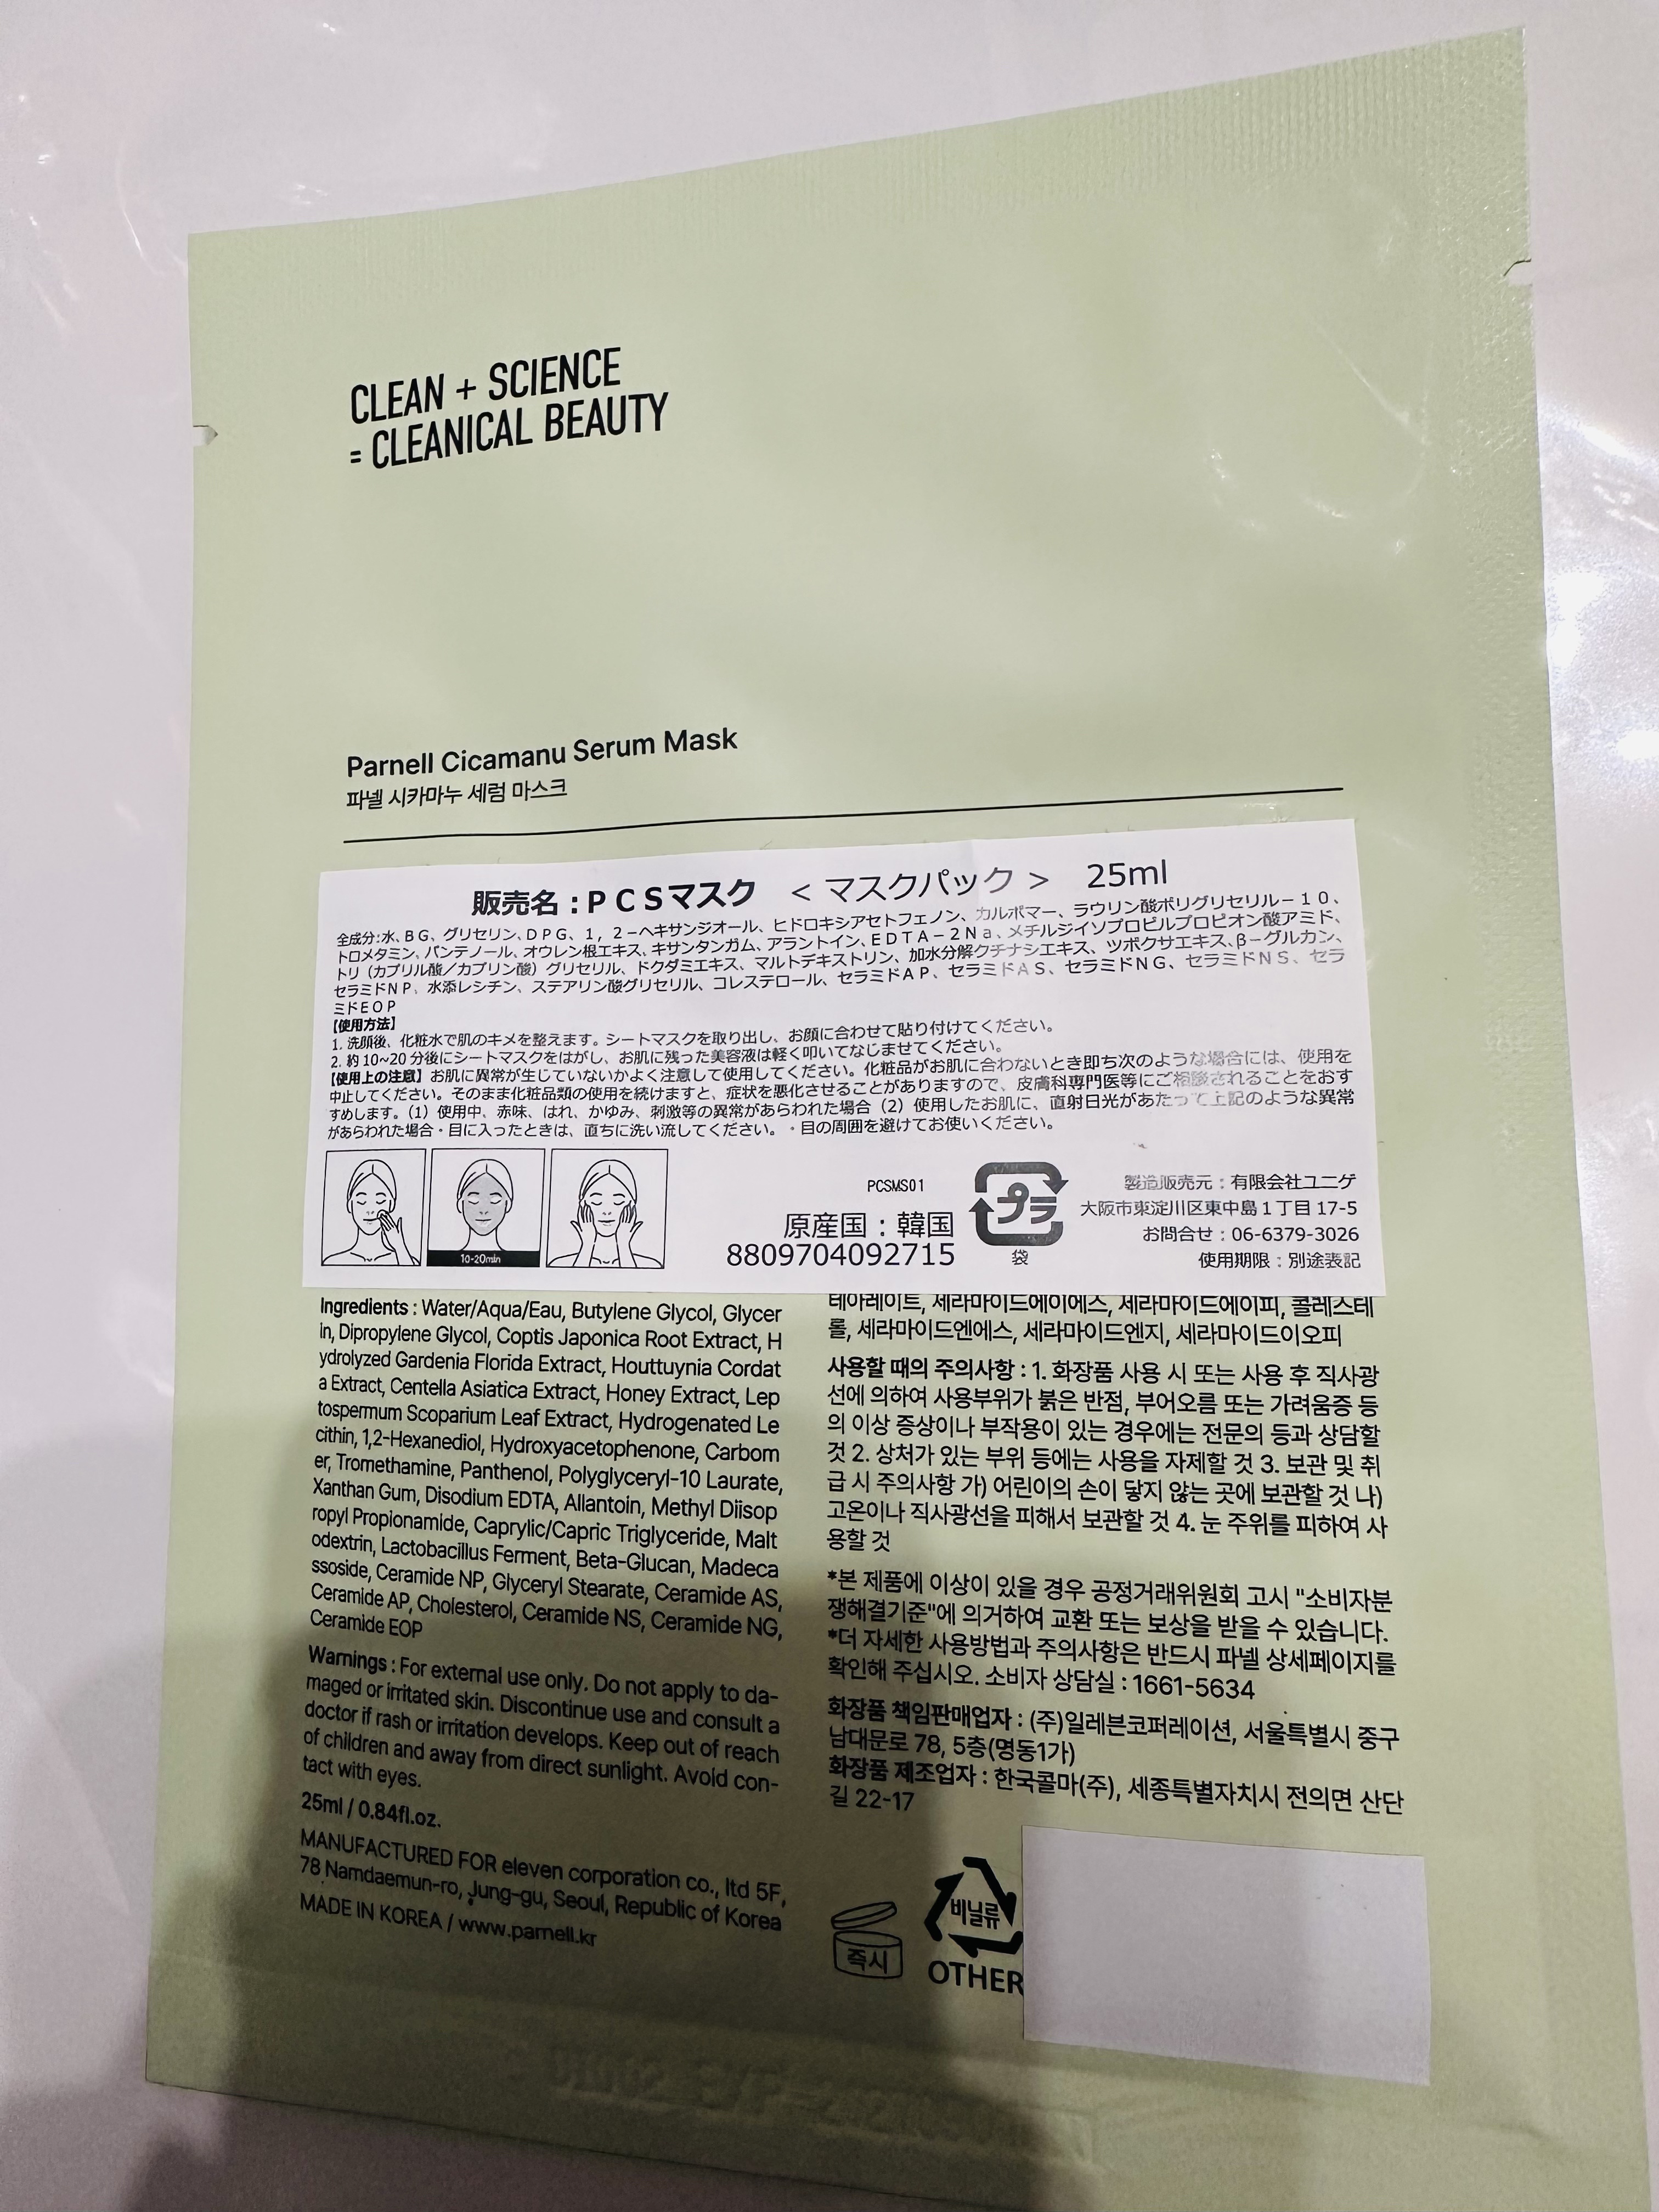 CLEAN + SCIENCE
= CLEANICAL BEAUTY
Parnell Cicamanu Serum Mask
파넬 시카마누 세럼 마스크
販売名：ＰＣＳマスク ＜マスクパック＞ 25ml
全成分:水、ＢＧ、グリセリン、ＤＰＧ、１，２－ヘキサンジオール、ヒドロキシアセトフェノン、カルボマー、ラウリン酸ポリグリセリル－１０、
トロメタミン、パンテノール、オウレン根エキス、キサンタンガム、アラントイン、ＥＤＴＡ－２Ｎａ、メチルジイソプロピルプロピオン酸アミド、
トリ（カプリル酸／カプリン酸）グリセリル、ドクダミエキス、マルトデキストリン、加水分解クチナシエキス、ツボクサエキス、β－グルカン、
セラミドＮＰ、水添レシチン、ステアリン酸グリセリル、コレステロール、セラミドＡＰ、セラミドＡＳ、セラミドＮＧ、セラミドＮＳ、セラ
ミドＥＯＰ
【使用方法】
1. 洗顔後、化粧水で肌のキメを整えます。シートマスクを取り出し、お顔に合わせて貼り付けてください。
2. 約10~20分後にシートマスクをはがし、お肌に残った美容液は軽く叩いてなじませてください。
【使用上の注意】お肌に異常が生じていないかよく注意して使用してください。化粧品がお肌に合わないとき即ち次のような場合には、使用を
中止してください。そのまま化粧品類の使用を続けますと、症状を悪化させることがありますので、皮膚科専門医等にご相談されることをおす
すめします。（1）使用中、赤味、はれ、かゆみ、刺激等の異常があらわれた場合（2）使用したお肌に、直射日光があたって上記のような異常
があらわれた場合・目に入ったときは、直ちに洗い流してください。・目の周囲を避けてお使いください。
10-20min
PCSMS01
原産国：韓国
8809704092715
プラ
袋
製造販売元：有限会社ユニゲ
大阪市東淀川区東中島１丁目17-5
お問合せ：06-6379-3026
使用期限：別途表記
Ingredients : Water/Aqua/Eau, Butylene Glycol, Glycer
in, Dipropylene Glycol, Coptis Japonica Root Extract, H
ydrolyzed Gardenia Florida Extract, Houttuynia Cordat
a Extract, Centella Asiatica Extract, Honey Extract, Lep
tospermum Scoparium Leaf Extract, Hydrogenated Le
cithin, 1,2-Hexanediol, Hydroxyacetophenone, Carbom
er, Tromethamine, Panthenol, Polyglyceryl-10 Laurate,
Xanthan Gum, Disodium EDTA, Allantoin, Methyl Diisop
ropyl Propionamide, Caprylic/Capric Triglyceride, Malt
odextrin, Lactobacillus Ferment, Beta-Glucan, Madeca
ssoside, Ceramide NP, Glyceryl Stearate, Ceramide AS,
Ceramide AP, Cholesterol, Ceramide NS, Ceramide NG,
Ceramide EOP
Warnings : For external use only. Do not apply to da-
maged or irritated skin. Discontinue use and consult a
doctor if rash or irritation develops. Keep out of reach
of children and away from direct sunlight. Avoid con-
tact with eyes.
25ml / 0.84fl.oz.
MANUFACTURED FOR eleven corporation co., ltd 5F,
78 Namdaemun-ro, Jung-gu, Seoul, Republic of Korea
MADE IN KOREA / www.parnell.kr
테아레이트, 세라마이드에이에스, 세라마이드에이피, 콜레스테
롤, 세라마이드엔에스, 세라마이드엔지, 세라마이드이오피
사용할 때의 주의사항 : 1. 화장품 사용 시 또는 사용 후 직사광
선에 의하여 사용부위가 붉은 반점, 부어오름 또는 가려움증 등
의 이상 증상이나 부작용이 있는 경우에는 전문의 등과 상담할
것 2. 상처가 있는 부위 등에는 사용을 자제할 것 3. 보관 및 취
급 시 주의사항 가) 어린이의 손이 닿지 않는 곳에 보관할 것 나)
고온이나 직사광선을 피해서 보관할 것 4. 눈 주위를 피하여 사
용할 것
*본 제품에 이상이 있을 경우 공정거래위원회 고시 "소비자분
쟁해결기준"에 의거하여 교환 또는 보상을 받을 수 있습니다.
*더 자세한 사용방법과 주의사항은 반드시 파넬 상세페이지를
확인해 주십시오. 소비자 상담실 : 1661-5634
화장품 책임판매업자 : (주)일레븐코퍼레이션, 서울특별시 중구
남대문로 78, 5층(명동1가)
화장품 제조업자 : 한국콜마(주), 세종특별자치시 전의면 산단
길 22-17
즉시
비닐류
OTHER